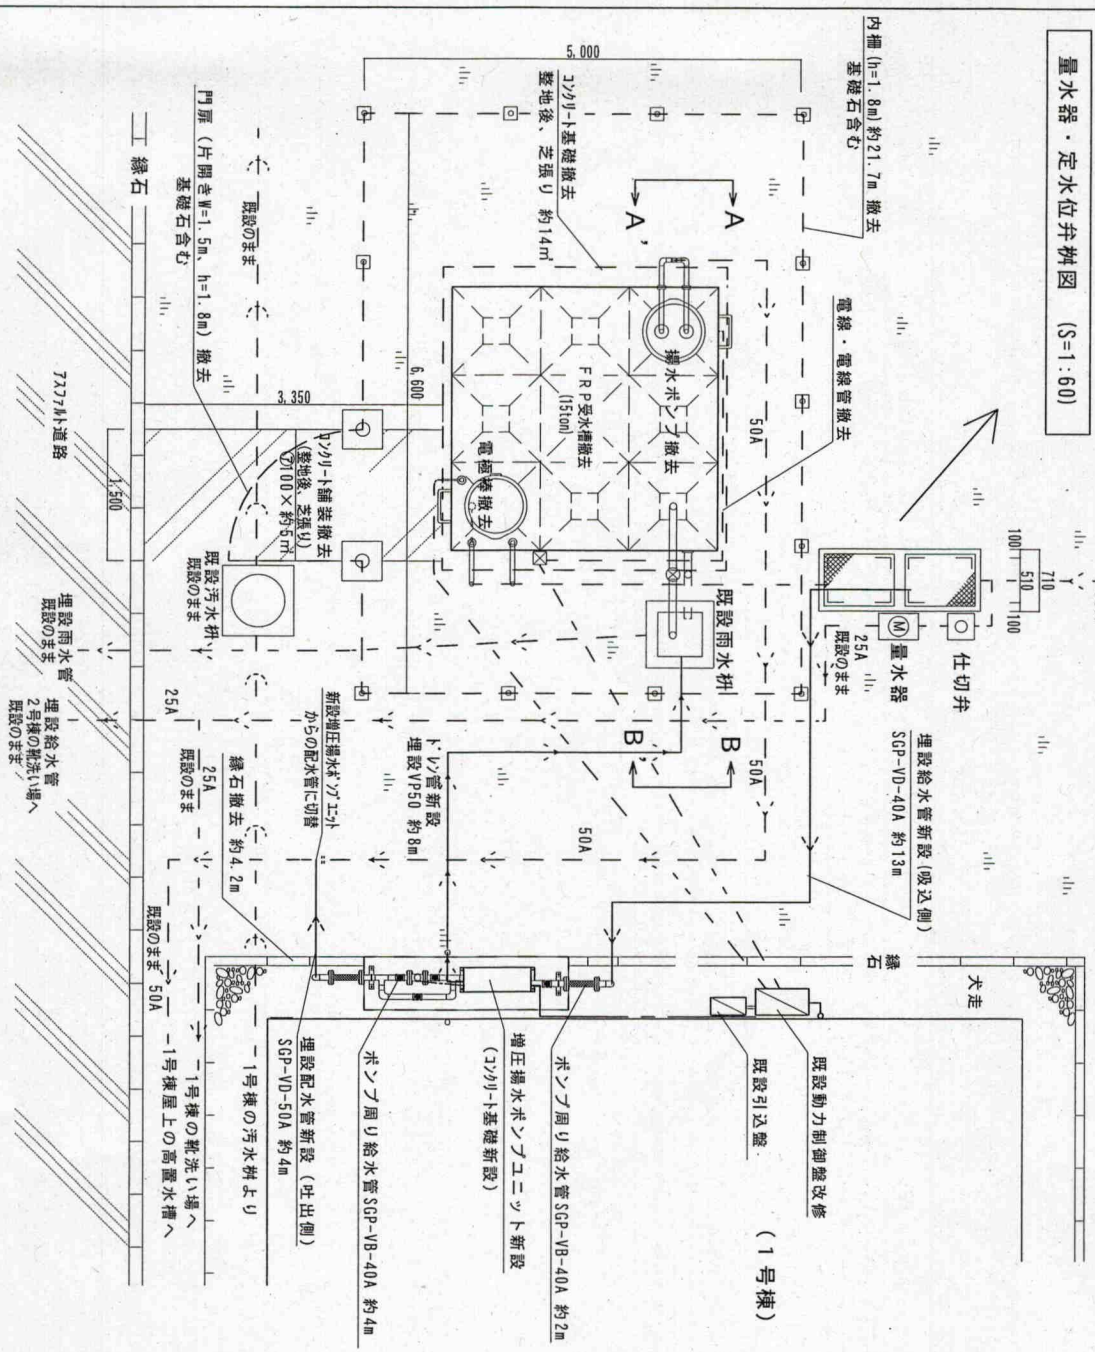 量水器・定水位弁桝図 (S=1:60)
内柵(h=1.8m)約21.7m 撤去
基礎石含む
5,000
コンクリート基礎撤去
整地後、芝張り 約14㎡
門扉 (片開きW=1.5m、h=1.8m) 撤去
基礎石含む
縁石
既設のまま
A
A'
電線・電線管撤去
50A
揚水ポンプ撤去
FRP受水槽撤去
(15ton)
電極棒撤去
6,600
3,350
アスファルト道路
1,500
コンクリート舗装撤去
(整地後、芝張り)
⑦100×約5㎡
既設汚水桝
既設のまま
埋設雨水管
既設のまま
既設雨水枡
100
510
710
100
仕切弁
量水器
M
25A
既設のまま
埋設給水管新設(吸込側)
SGP-VD-40A 約13m
B
B'
50A
50A
ドレン管新設
埋設VP50 約8m
新設増圧揚水ポンプユニット
からの配水管に切替
25A
埋設給水管
2号棟の靴洗い場へ
既設のまま
25A
既設のまま
縁石撤去 約4.2m
既設のまま
50A
縁石
犬走
既設動力制御盤改修
既設引込盤
(1号棟)
ポンプ周り給水管SGP-VB-40A 約2m
増圧揚水ポンプユニット新設
(コンクリート基礎新設)
ポンプ周り給水管SGP-VB-40A 約4m
埋設配水管新設 (吐出側)
SGP-VD-50A 約4m
1号棟の汚水桝より
1号棟の靴洗い場へ
1号棟屋上の高置水槽へ